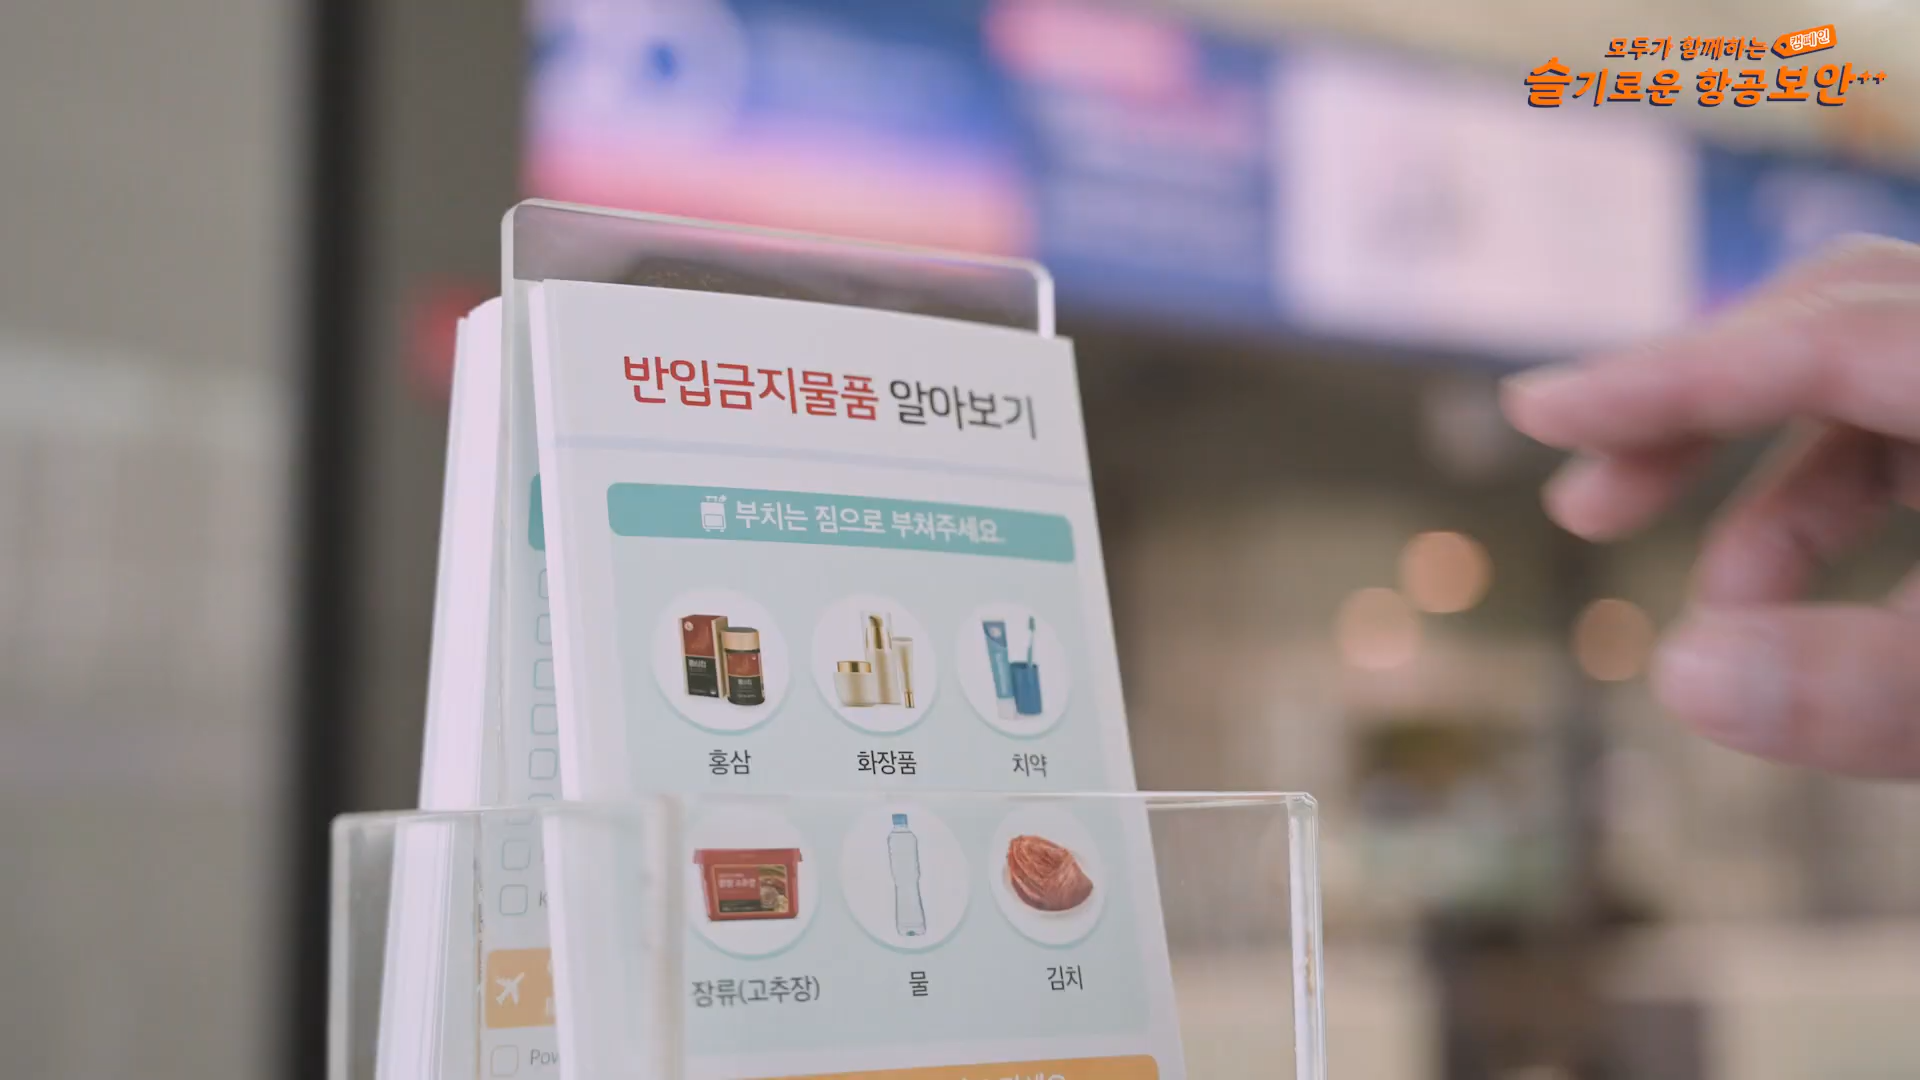 모두가 함께하는 캠페인
슬기로운 항공보안++
반입금지물품 알아보기
부치는 짐으로 부쳐주세요.
홍삼
화장품
치약
장류(고추장)
물
김치